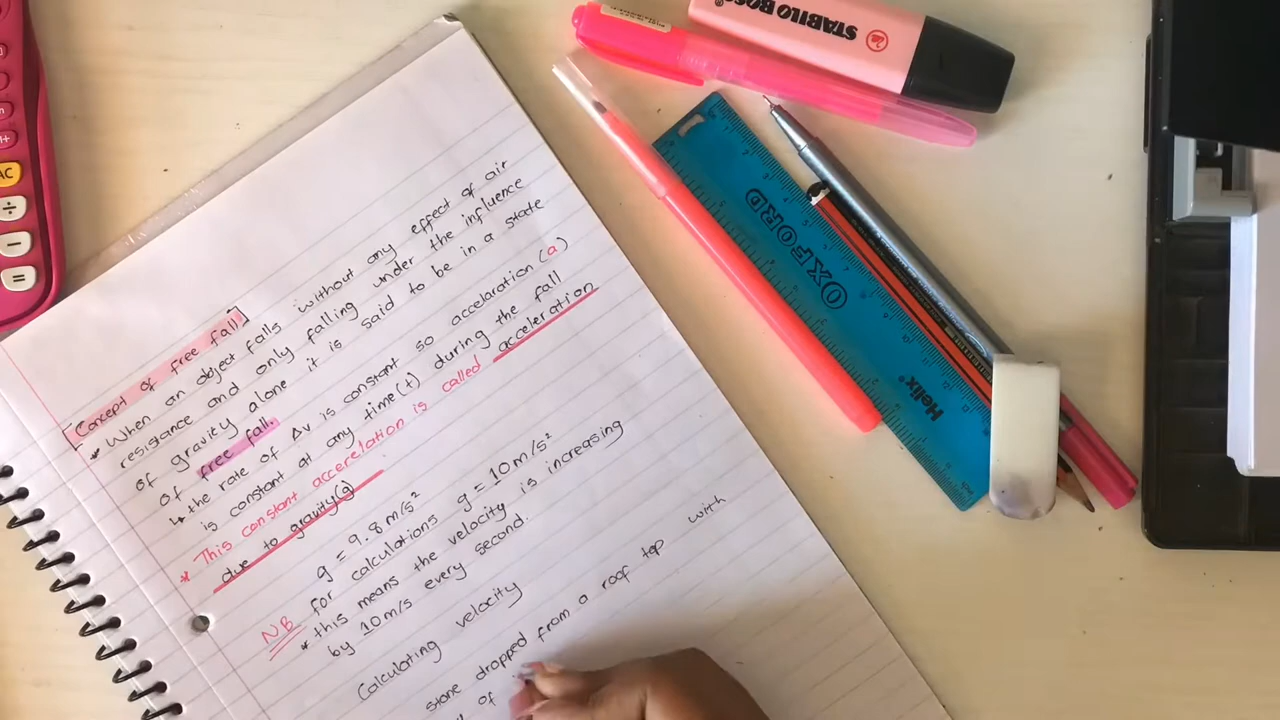 [Concept of free fall]
* When an object falls without any effect of air
resistance and only falling under the influence
of gravity alone it is said to be in a state
of free fall.
↳ the rate of Δv is constant so accelaration (a)
is constant at any time(t) during the fall
* This constant accerelation is called acceleration
due to gravity(g)
g = 9.8 m/s²
NB for calculations g = 10 m/s²
* this means the velocity is increasing
by 10 m/s every second.
Calculating velocity
stone dropped from a roof top with
of
STABILO BOSS
OXFORD
Helix
AC
÷
−
=